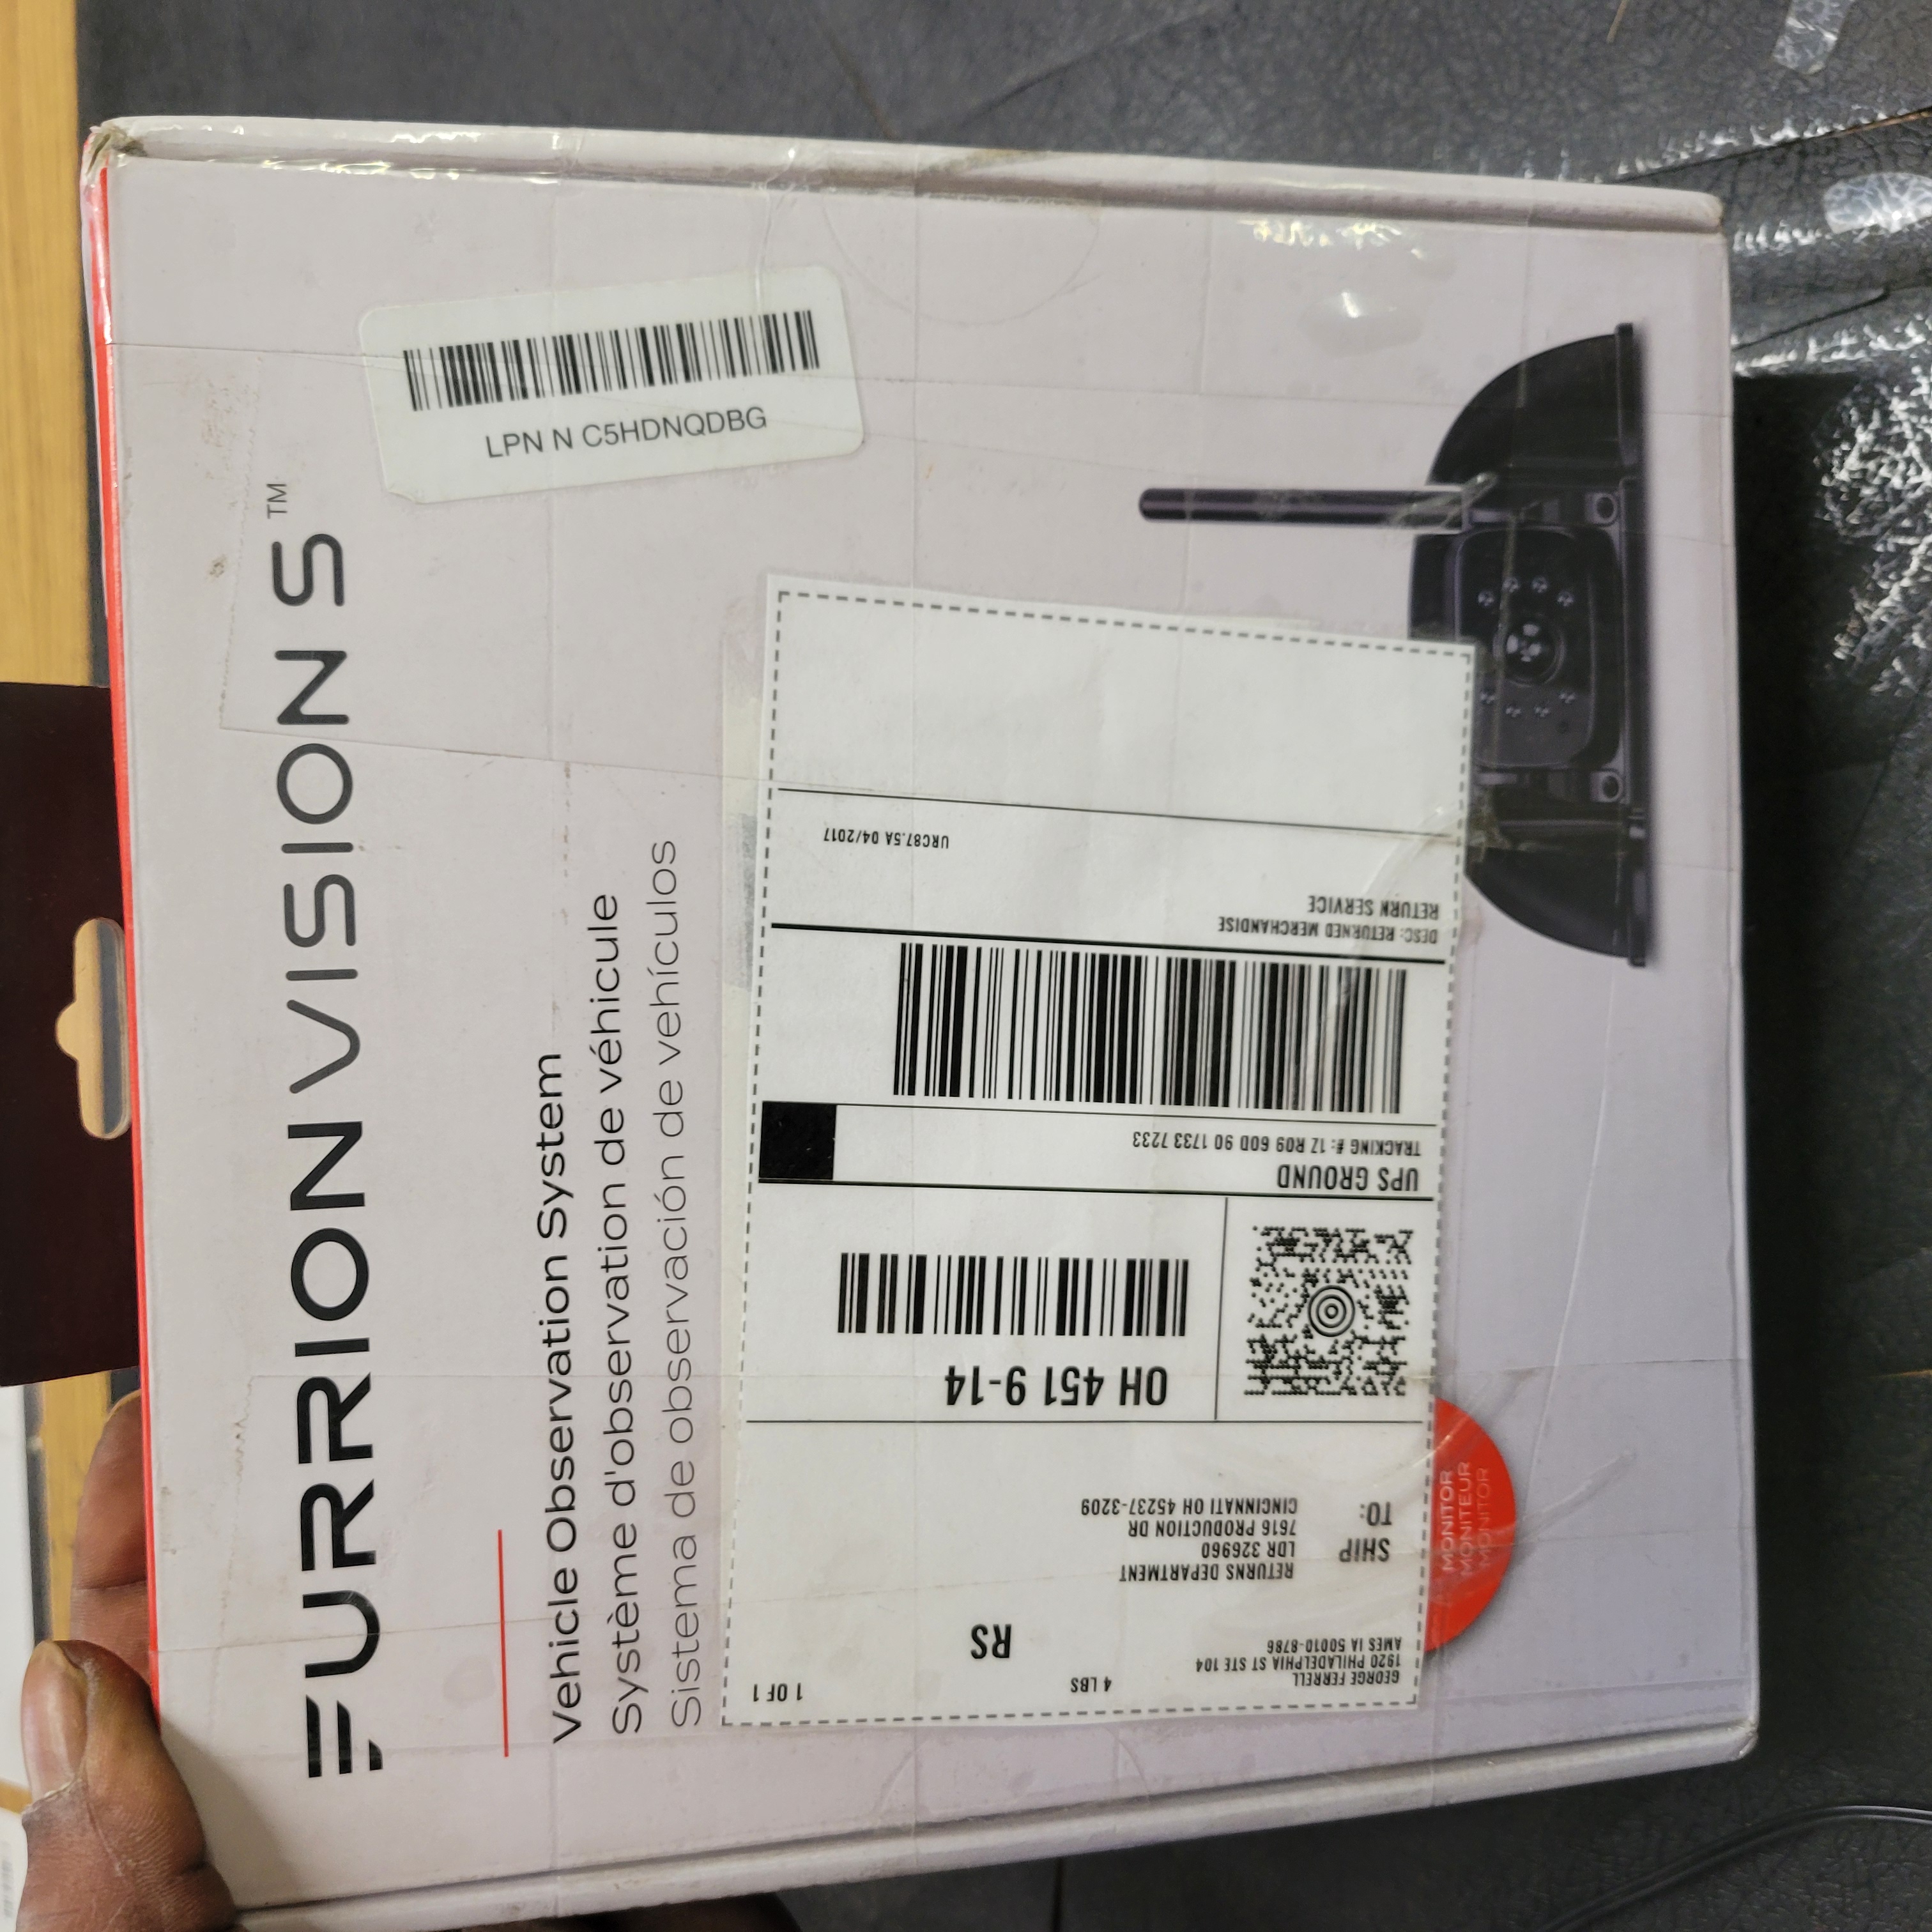 FURRION VISION S™
Vehicle Observation System
Système d'observation de véhicule
Sistema de observación de vehículos
LPN N C5HDNQDBG
GEORGE FERRELL
1920 PHILADELPHIA ST STE 104
AMES IA 50010-8786
4 LBS
1 OF 1
RS
SHIP
TO:
RETURNS DEPARTMENT
LDR 326960
7616 PRODUCTION DR
CINCINNATI OH 45237-3209
OH 451 9-14
UPS GROUND
TRACKING #: 1Z R09 60D 90 1733 7233
DESC: RETURNED MERCHANDISE
RETURN SERVICE
URC87.5A 04/2017
MONITOR
MONITEUR
MONITOR